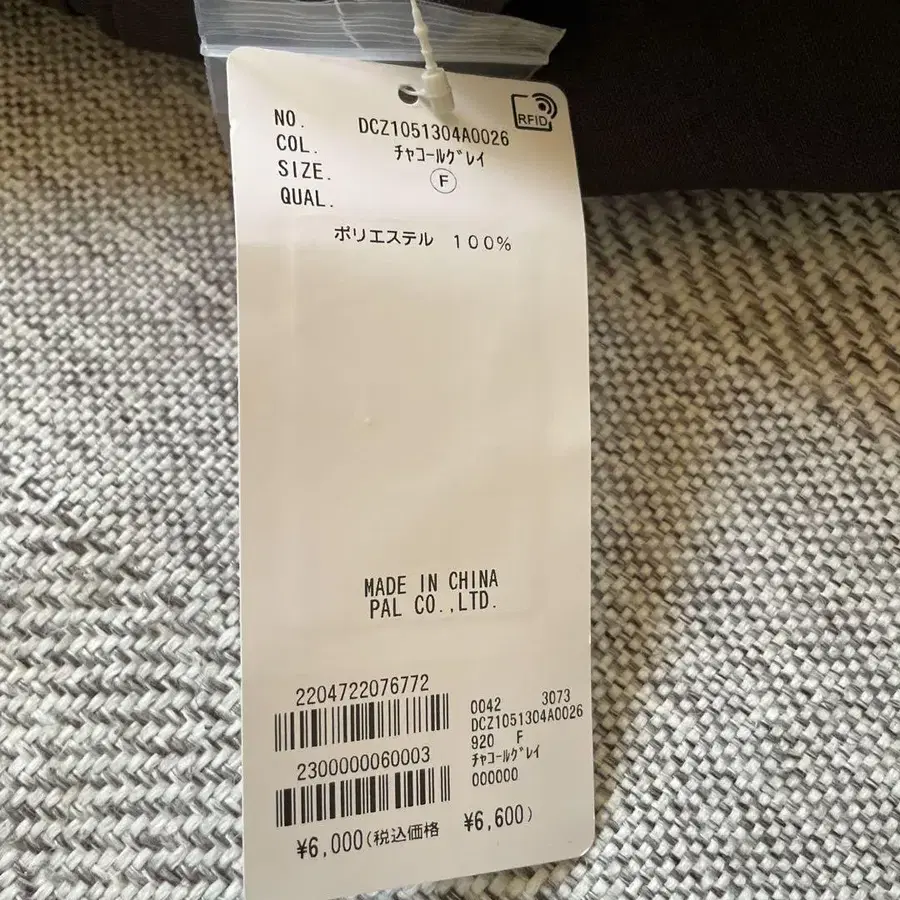 RFID
NO. DCZ1051304A0026
COL. ﾁｬｺｰﾙｸﾞﾚｲ
SIZE. F
QUAL.
ポリエステル 100%
MADE IN CHINA
PAL CO.,LTD.
2204722076772
2300000060003
0042 3073
DCZ1051304A0026
920 F
ﾁｬｺｰﾙｸﾞﾚｲ
000000
¥6,000(税込価格 ¥6,600)